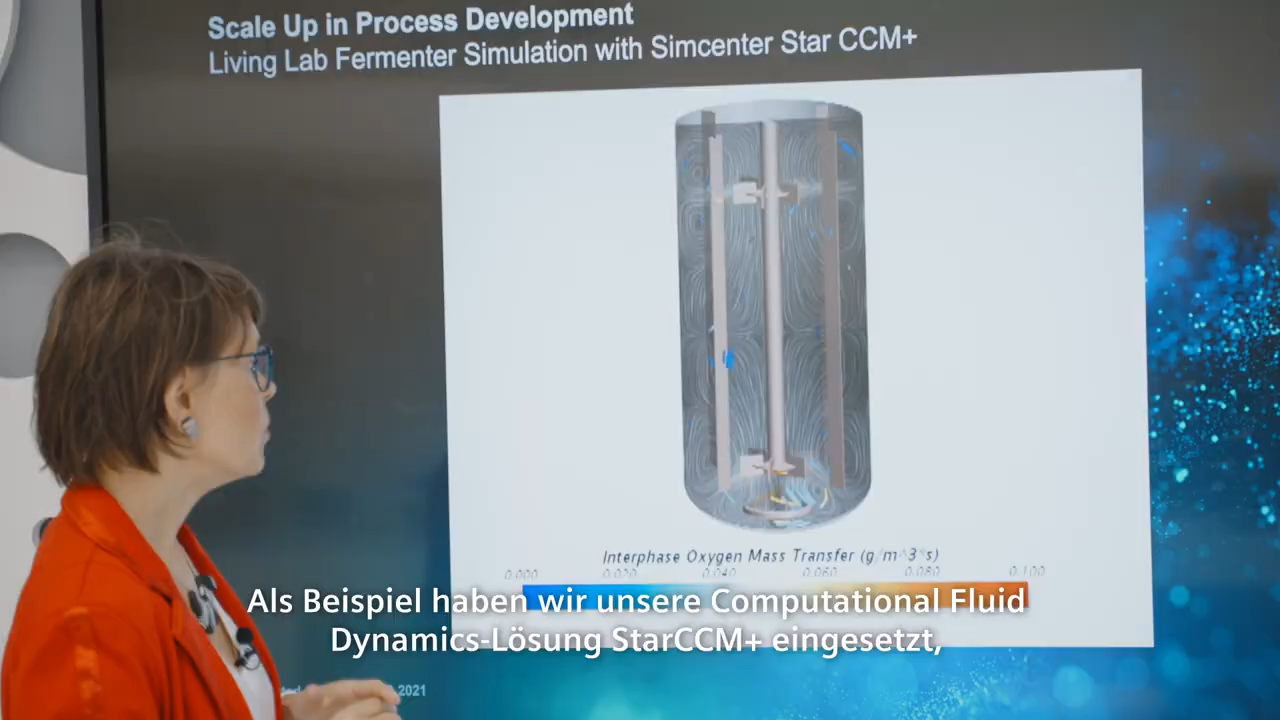 Scale Up in Process Development
Living Lab Fermenter Simulation with Simcenter Star CCM+
Interphase Oxygen Mass Transfer (g/m^3*s)
0.000 0.020 0.040 0.060 0.080 0.100
Als Beispiel haben wir unsere Computational Fluid
Dynamics-Lösung StarCCM+ eingesetzt,
2021